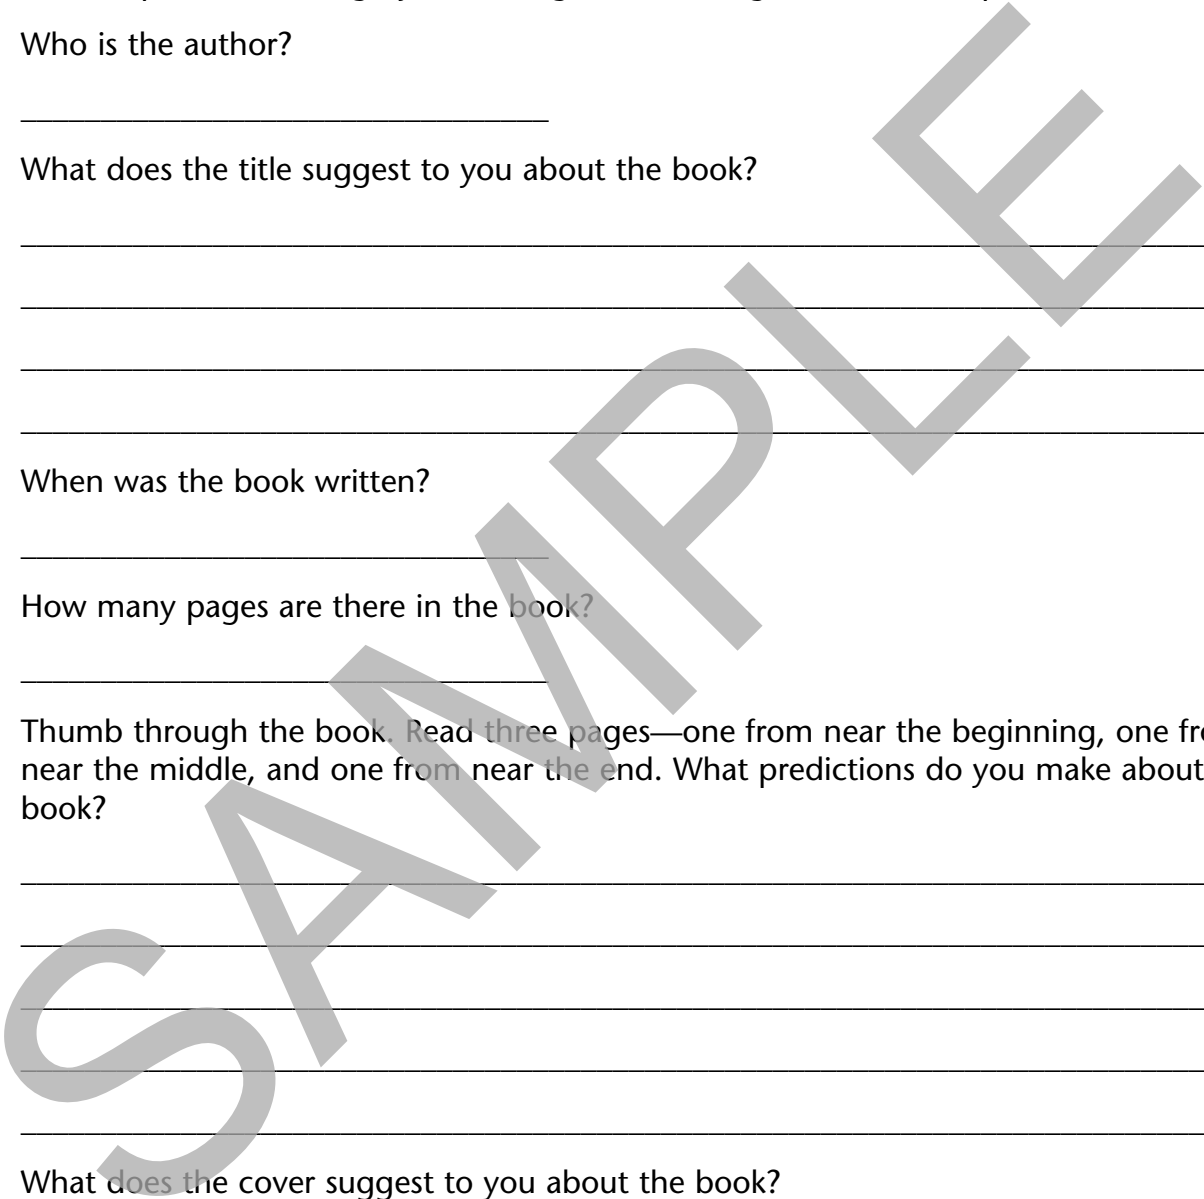 Who is the author?
What does the title suggest to you about the book?
When was the book written?
How many pages are there in the book?
Thumb through the book. Read three pages—one from near the beginning, one
near the middle, and one from near the end. What predictions do you make about
book?
What does the cover suggest to you about the book?
SAMPLE